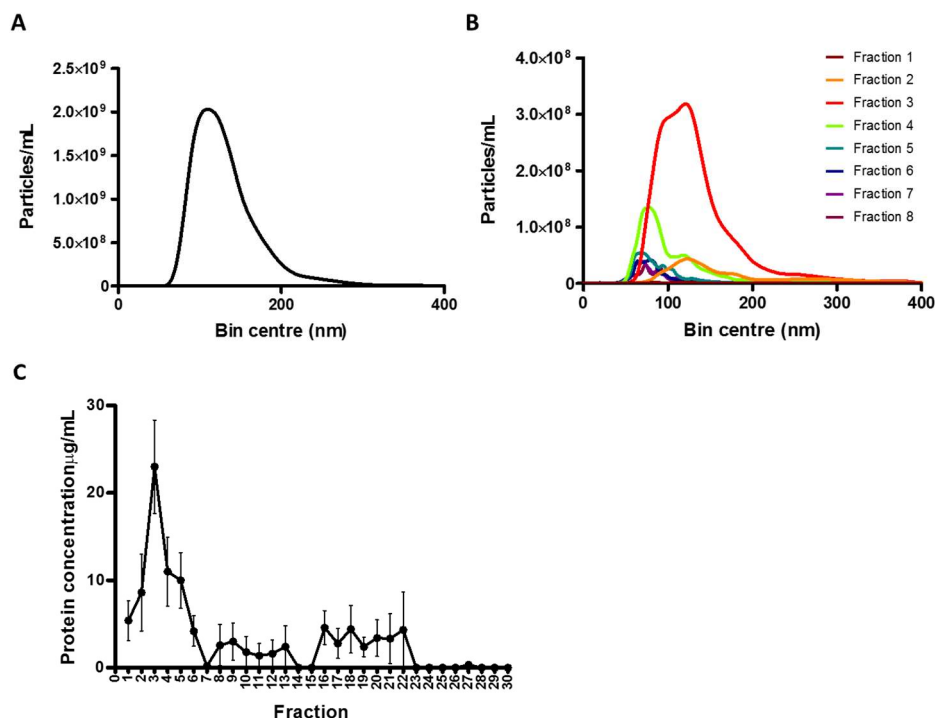 A
2.5×10⁹
2.0×10⁹
1.5×10⁹
1.0×10⁹
5.0×10⁸
0
Particles/mL
0 200 400
Bin centre (nm)
B
4.0×10⁸
3.0×10⁸
2.0×10⁸
1.0×10⁸
0
Particles/mL
0 100 200 300 400
Bin centre (nm)
Fraction 1
Fraction 2
Fraction 3
Fraction 4
Fraction 5
Fraction 6
Fraction 7
Fraction 8
C
30
20
10
0
Protein concentrationµg/mL
0 1 2 3 4 5 6 7 8 9 10 11 12 13 14 15 16 17 18 19 20 21 22 23 24 25 26 27 28 29 30
Fraction